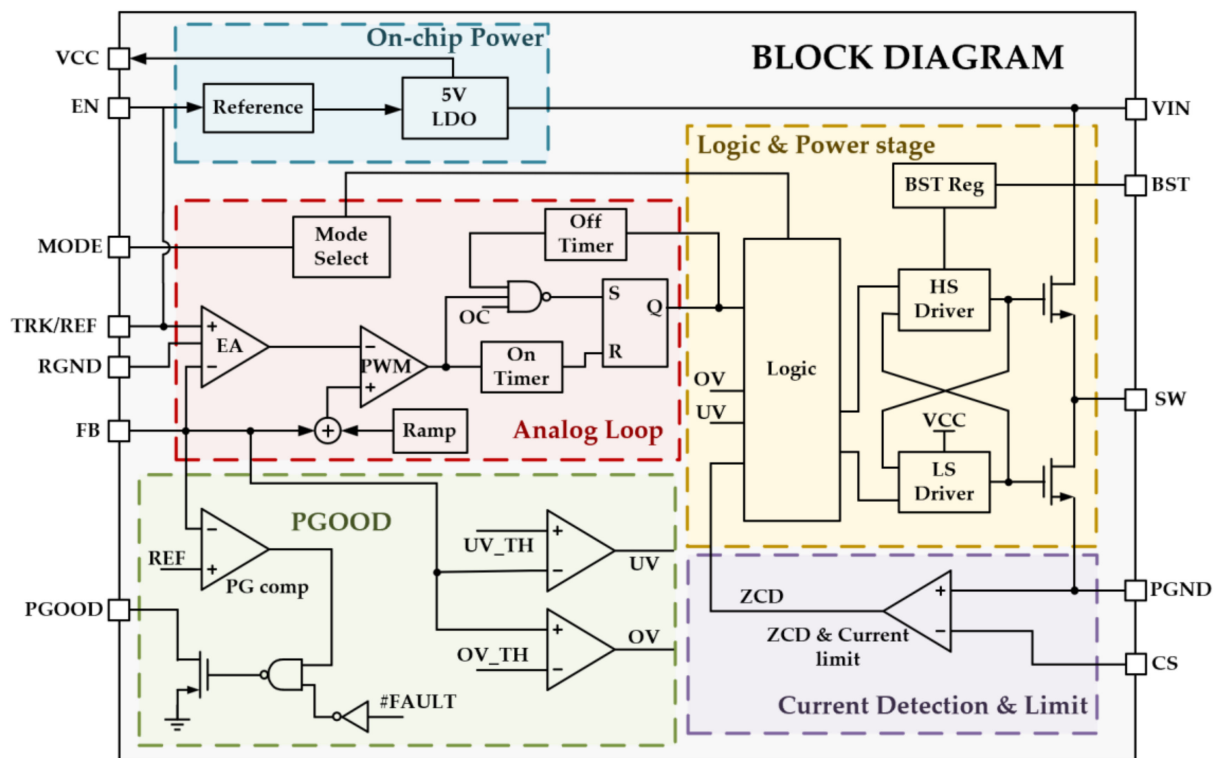 BLOCK DIAGRAM
On-chip Power
VCC
EN
Reference
5V
LDO
VIN
Logic & Power stage
BST Reg
BST
MODE
Mode
Select
Off
Timer
HS
Driver
S
Q
R
OC
TRK/REF
+
EA
−
RGND
−
PWM
+
On
Timer
Logic
OV
UV
SW
FB
+
Ramp
Analog Loop
VCC
LS
Driver
PGOOD
−
REF
+
PG comp
UV_TH
+
−
UV
PGOOD
OV_TH
+
−
OV
#FAULT
ZCD
+
−
ZCD & Current
limit
PGND
CS
Current Detection & Limit